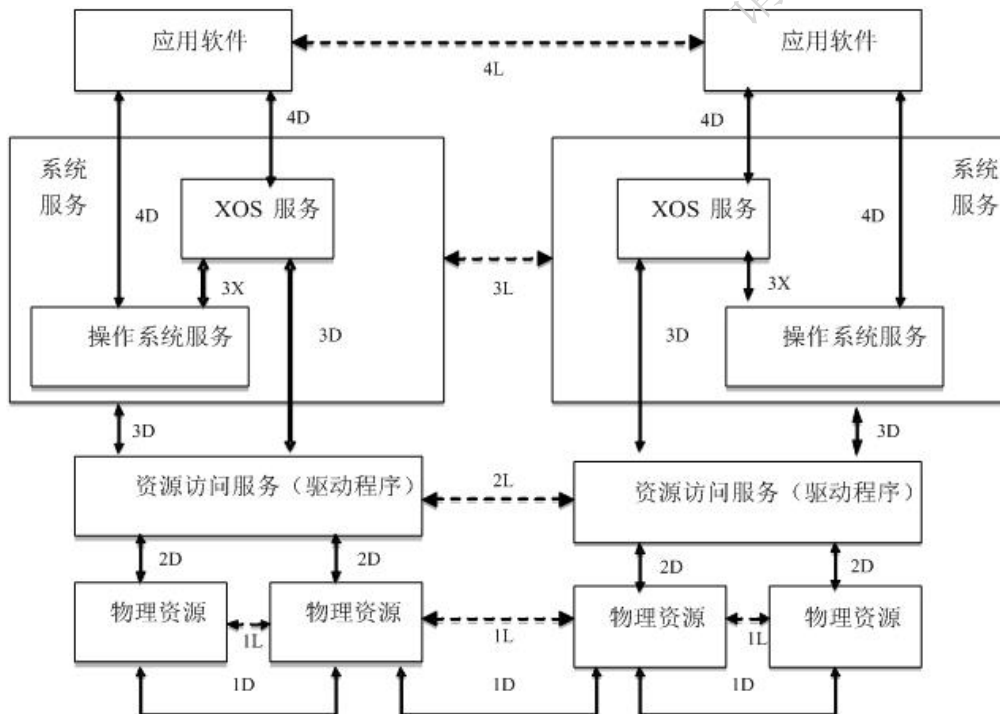 应用软件
应用软件
4L
4D
4D
系统
服务
XOS 服务
4D
3X
3D
操作系统服务
3L
系统
服务
XOS 服务
4D
3X
3D
操作系统服务
3D
3D
资源访问服务（驱动程序）
2L
资源访问服务（驱动程序）
2D
2D
2D
2D
物理资源
1L
物理资源
1L
物理资源
1L
物理资源
1D
1D
1D